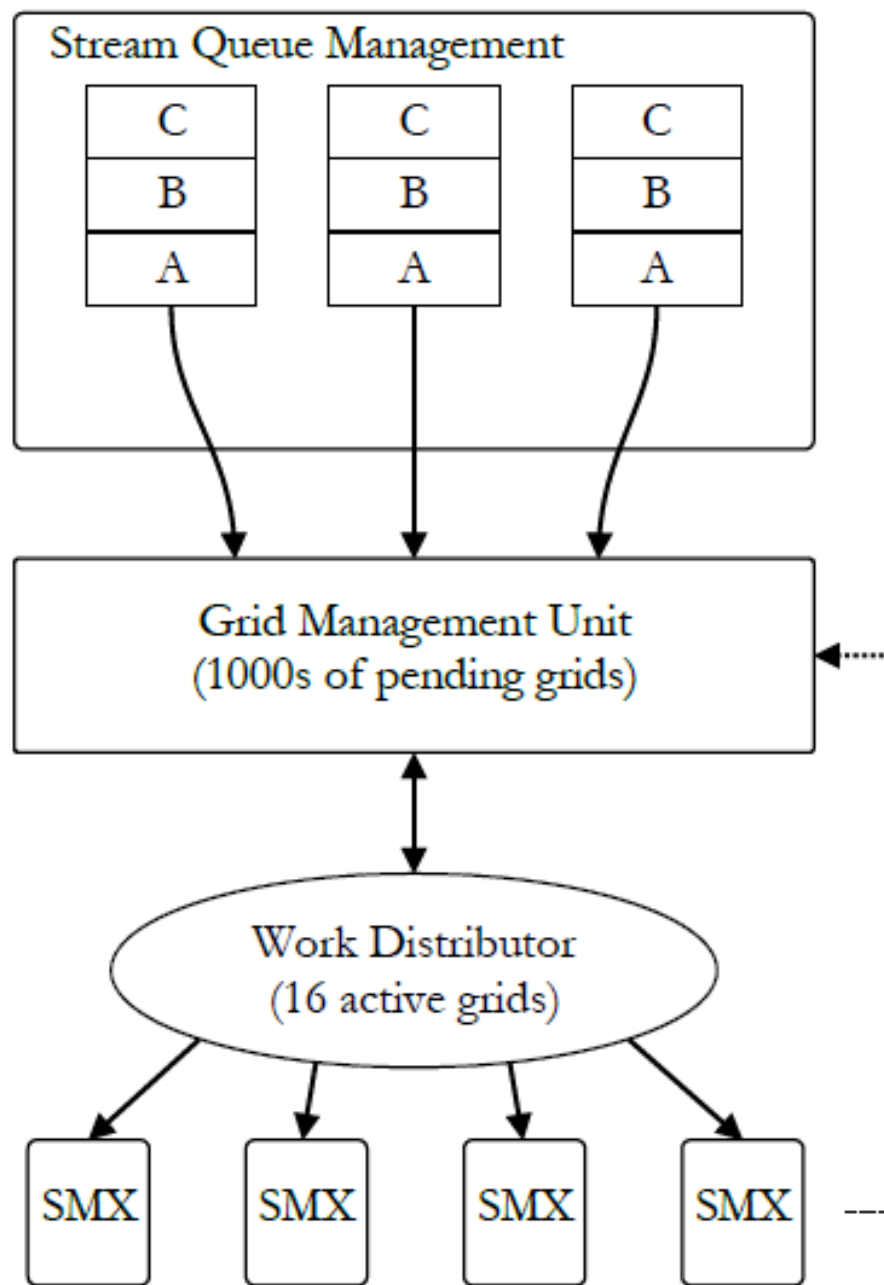 Stream Queue Management
C C C
B B B
A A A
Grid Management Unit
(1000s of pending grids)
Work Distributor
(16 active grids)
SMX SMX SMX SMX